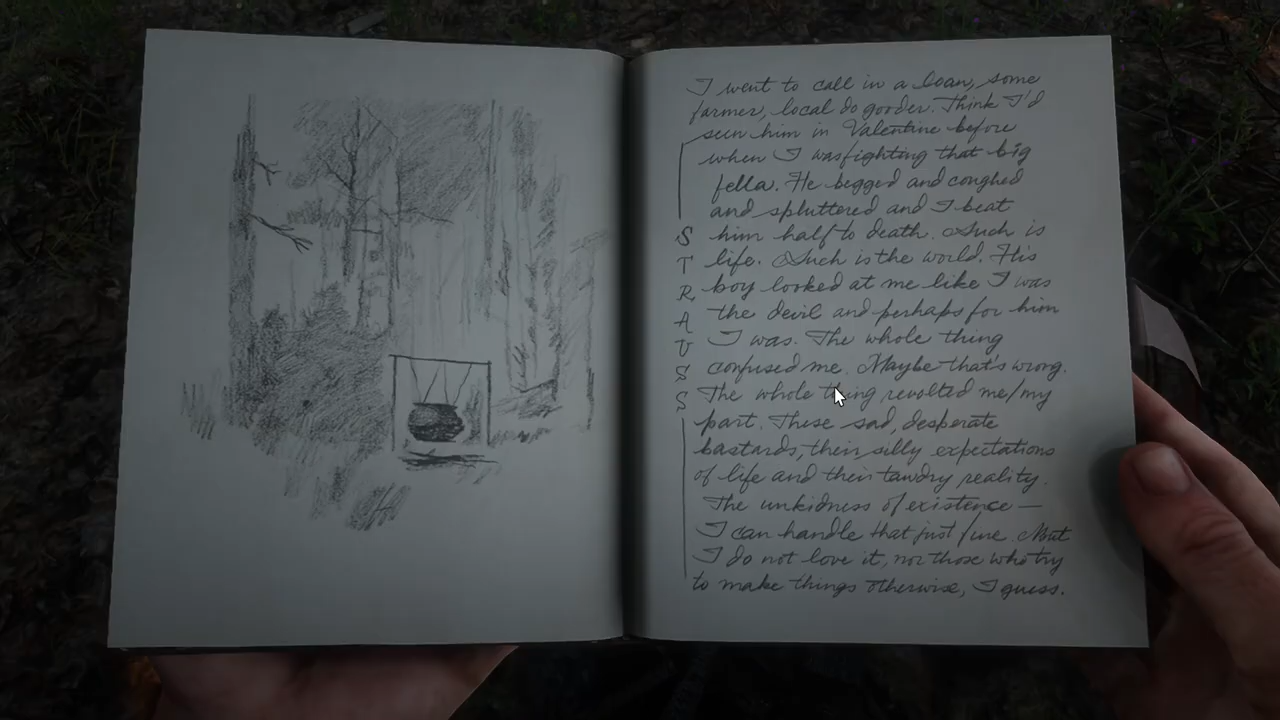 I went to call in a loan, some
farmer, local do gooder. Think I'd
seen him in Valentine before
when I was fighting that big
fella. He begged and coughed
and spluttered and I beat
him half to death. Such is
life. Such is the world. His
boy looked at me like I was
the devil and perhaps for him
I was. The whole thing
confused me. Maybe that's wrong.
The whole thing revolted me/my
part. These sad, desperate
bastards, their silly expectations
of life and their tawdry reality.
The unkidness of existence —
I can handle that just fine. But
I do not love it, nor those who try
to make things otherwise, I guess.
STRAUSS